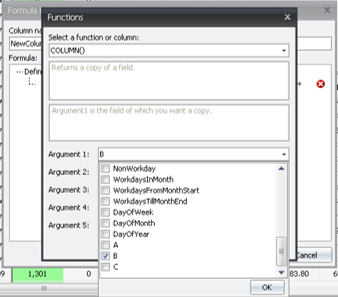 Formula
Functions
Column na
NewColum
Formula:
Defin
Select a function or column:
COLUMN()
Returns a copy of a field.
Argument1 is the field of which you want a copy.
Argument 1:
B
Argument 2:
Argument 3:
Argument 4:
Argument 5:
NonWorkday
WorkdaysInMonth
WorkdaysFromMonthStart
WorkdaysTillMonthEnd
DayOfWeek
DayOfMonth
DayOfYear
A
B
C
OK
Cancel
1,301
0
83.80